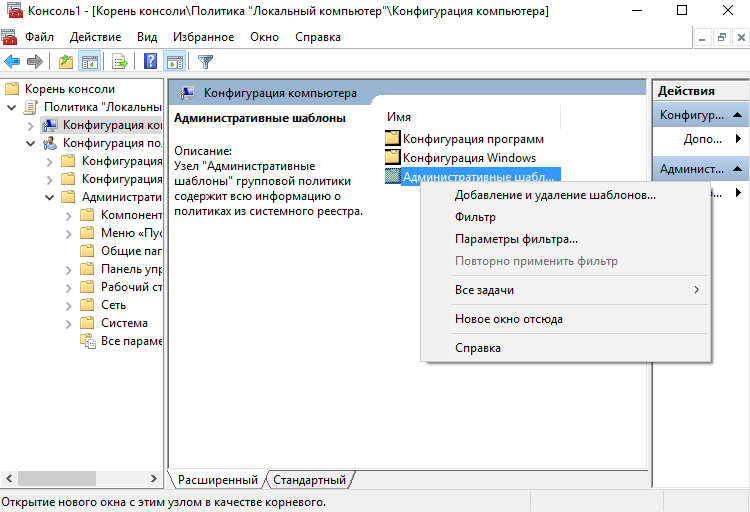 Консоль1 - [Корень консоли\Политика "Локальный компьютер"\Конфигурация компьютера]
Файл Действие Вид Избранное Окно Справка
Корень консоли
Политика "Локальны
Конфигурация ко
Конфигурация по
Конфигурация
Конфигурация
Администрати
Компонент
Меню «Пус
Общие пап
Панель упр
Рабочий ст
Сеть
Система
Все параме
Конфигурация компьютера
Административные шаблоны
Описание:
Узел "Административные
шаблоны" групповой политики
содержит всю информацию о
политиках из системного реестра.
Имя
Конфигурация программ
Конфигурация Windows
Административные шабл...
Добавление и удаление шаблонов...
Фильтр
Параметры фильтра...
Повторно применить фильтр
Все задачи
Новое окно отсюда
Справка
Действия
Конфигур...
Допо...
Админист...
Расширенный Стандартный
Открытие нового окна с этим узлом в качестве корневого.